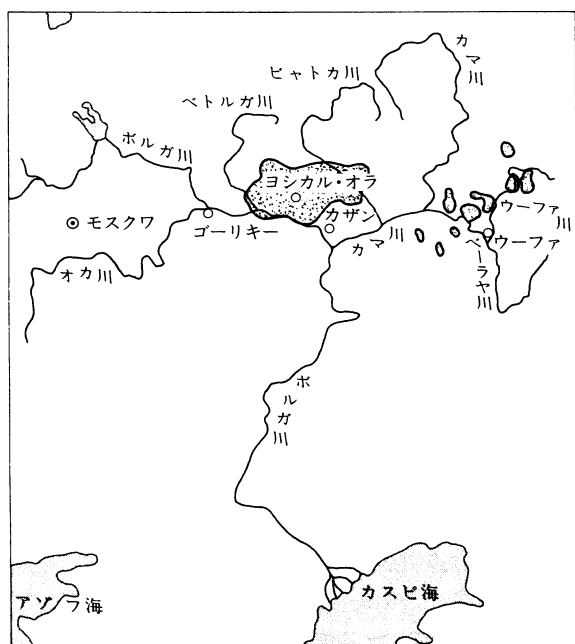 カマ川
ビャトカ川
ベトルガ川
ボルガ川
ヨシカル・オラ
ウーファ川
モスクワ
ゴーリキー
カザン
カマ川
ウーファ
ベーラヤ川
オカ川
ボルガ川
カスピ海
アゾフ海